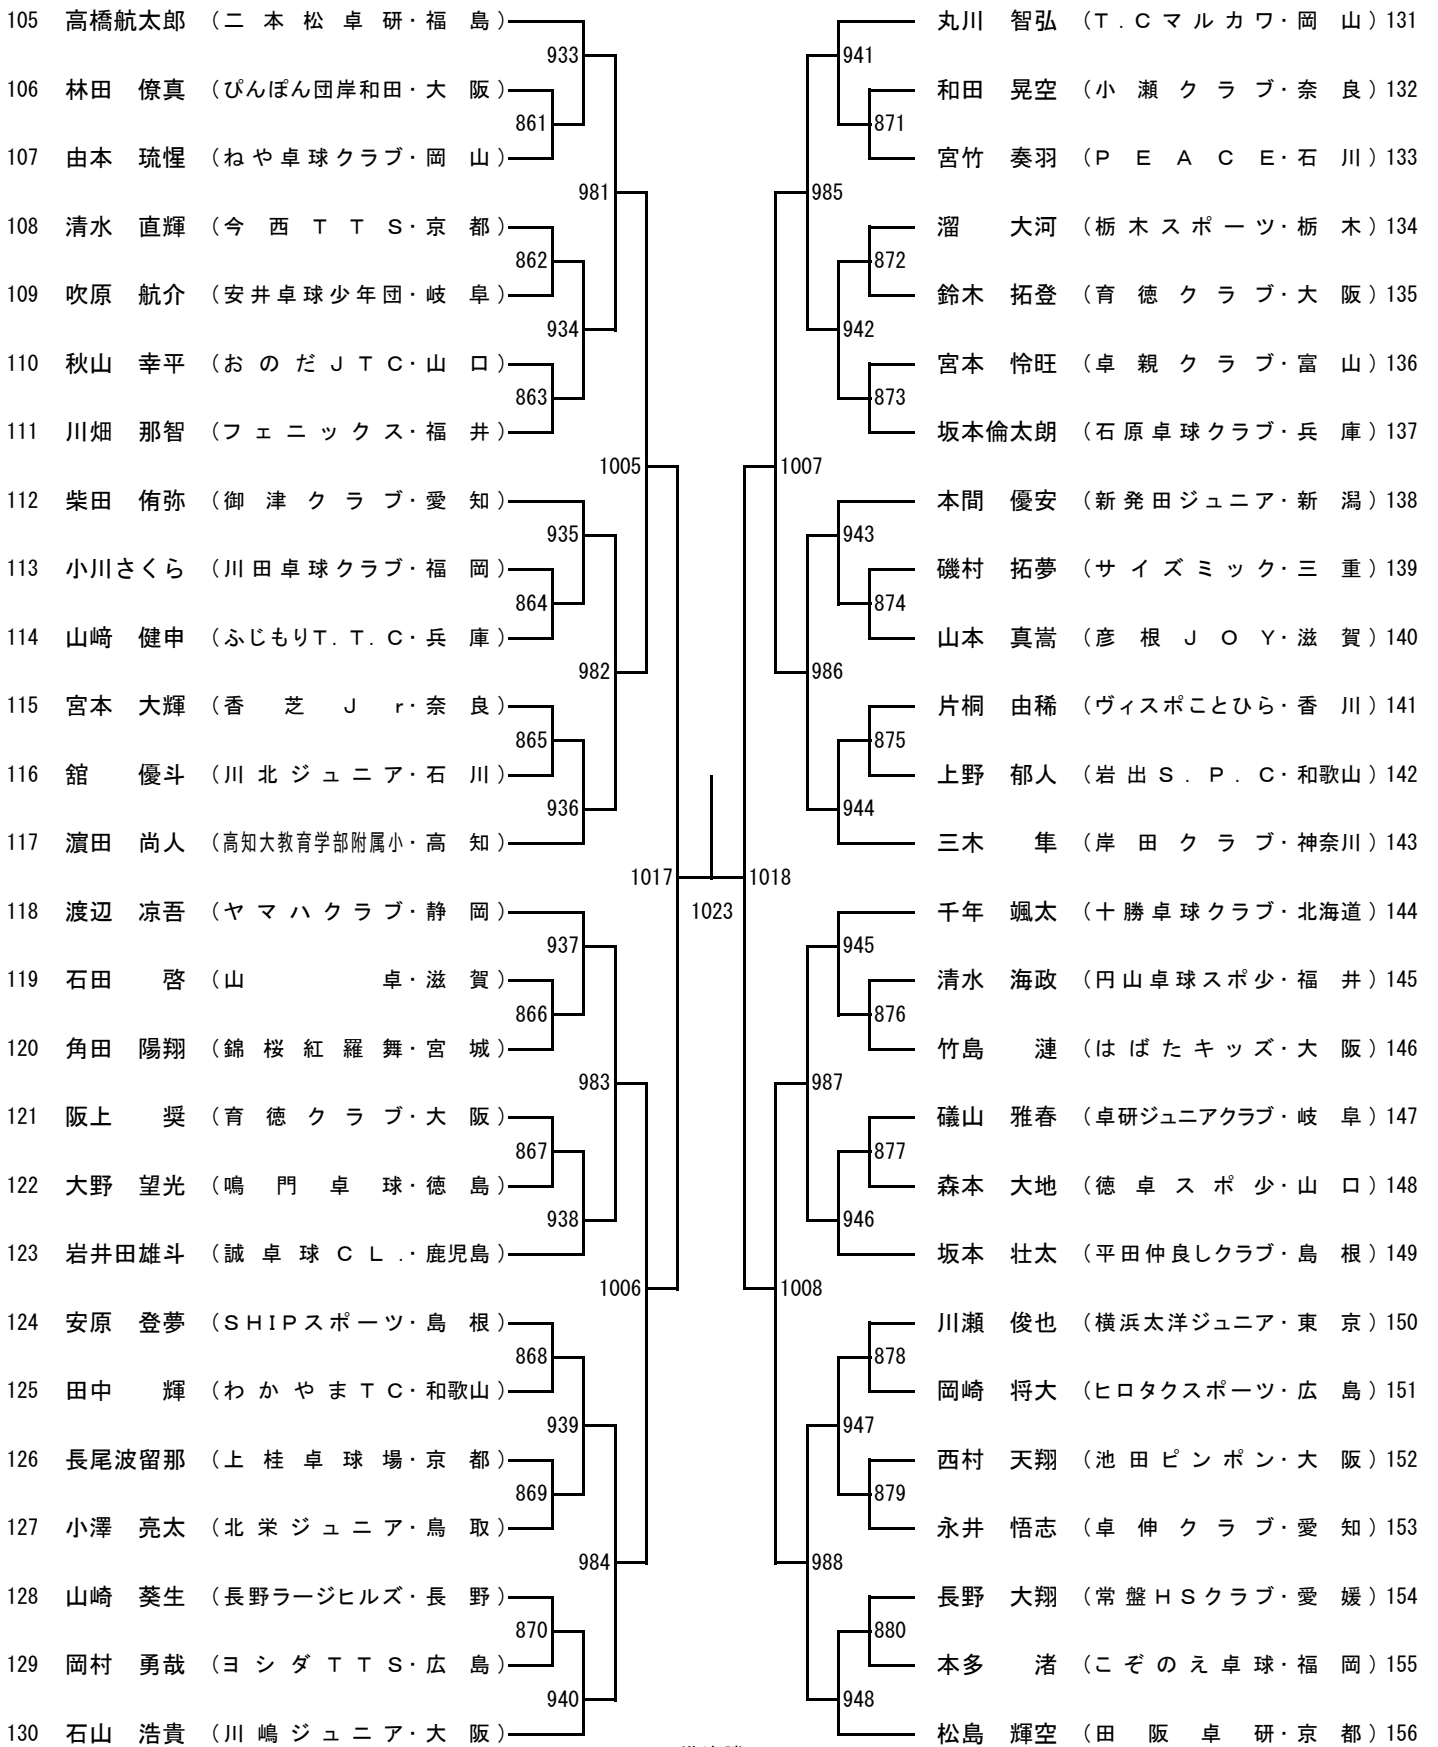 105 高橋航太郎 （二本松卓研・福島）
933
106 林田 僚真 （ぴんぽん団岸和田・大阪）
861
107 由本 琉惺 （ねや卓球クラブ・岡山）
981
108 清水 直輝 （今西ＴＴＳ・京都）
862
109 吹原 航介 （安井卓球少年団・岐阜）
934
110 秋山 幸平 （おのだＪＴＣ・山口）
863
111 川畑 那智 （フェニックス・福井）
1005
112 柴田 侑弥 （御津クラブ・愛知）
935
113 小川さくら （川田卓球クラブ・福岡）
864
114 山﨑 健申 （ふじもりＴ．Ｔ．Ｃ・兵庫）
982
115 宮本 大輝 （香芝Ｊｒ・奈良）
865
116 舘 優斗 （川北ジュニア・石川）
936
117 濵田 尚人 （高知大教育学部附属小・高知）
1017
118 渡辺 凉吾 （ヤマハクラブ・静岡）
937
119 石田 啓 （山卓・滋賀）
866
120 角田 陽翔 （錦桜紅羅舞・宮城）
983
121 阪上 奨 （育徳クラブ・大阪）
867
122 大野 望光 （鳴門卓球・徳島）
938
123 岩井田雄斗 （誠卓球ＣＬ．・鹿児島）
1006
124 安原 登夢 （ＳＨＩＰスポーツ・島根）
868
125 田中 輝 （わかやまＴＣ・和歌山）
939
126 長尾波留那 （上桂卓球場・京都）
869
127 小澤 亮太 （北栄ジュニア・鳥取）
984
128 山崎 葵生 （長野ラージヒルズ・長野）
870
129 岡村 勇哉 （ヨシダＴＴＳ・広島）
940
130 石山 浩貴 （川嶋ジュニア・大阪）
1023
丸川 智弘 （Ｔ．Ｃマルカワ・岡山）131
941
和田 晃空 （小瀬クラブ・奈良）132
871
宮竹 奏羽 （ＰＥＡＣＥ・石川）133
985
溜 大河 （栃木スポーツ・栃木）134
872
鈴木 拓登 （育徳クラブ・大阪）135
942
宮本 怜旺 （卓親クラブ・富山）136
873
坂本倫太朗 （石原卓球クラブ・兵庫）137
1007
本間 優安 （新発田ジュニア・新潟）138
943
磯村 拓夢 （サイズミック・三重）139
874
山本 真嵩 （彦根ＪＯＹ・滋賀）140
986
片桐 由稀 （ヴィスポことひら・香川）141
875
上野 郁人 （岩出Ｓ．Ｐ．Ｃ・和歌山）142
944
三木 隼 （岸田クラブ・神奈川）143
1018
千年 颯太 （十勝卓球クラブ・北海道）144
945
清水 海政 （円山卓球スポ少・福井）145
876
竹島 漣 （はばたキッズ・大阪）146
987
礒山 雅春 （卓研ジュニアクラブ・岐阜）147
877
森本 大地 （徳卓スポ少・山口）148
946
坂本 壮太 （平田仲良しクラブ・島根）149
1008
川瀬 俊也 （横浜太洋ジュニア・東京）150
878
岡崎 将大 （ヒロタクスポーツ・広島）151
947
西村 天翔 （池田ピンポン・大阪）152
879
永井 悟志 （卓伸クラブ・愛知）153
988
長野 大翔 （常盤ＨＳクラブ・愛媛）154
880
本多 渚 （こぞのえ卓球・福岡）155
948
松島 輝空 （田阪卓研・京都）156